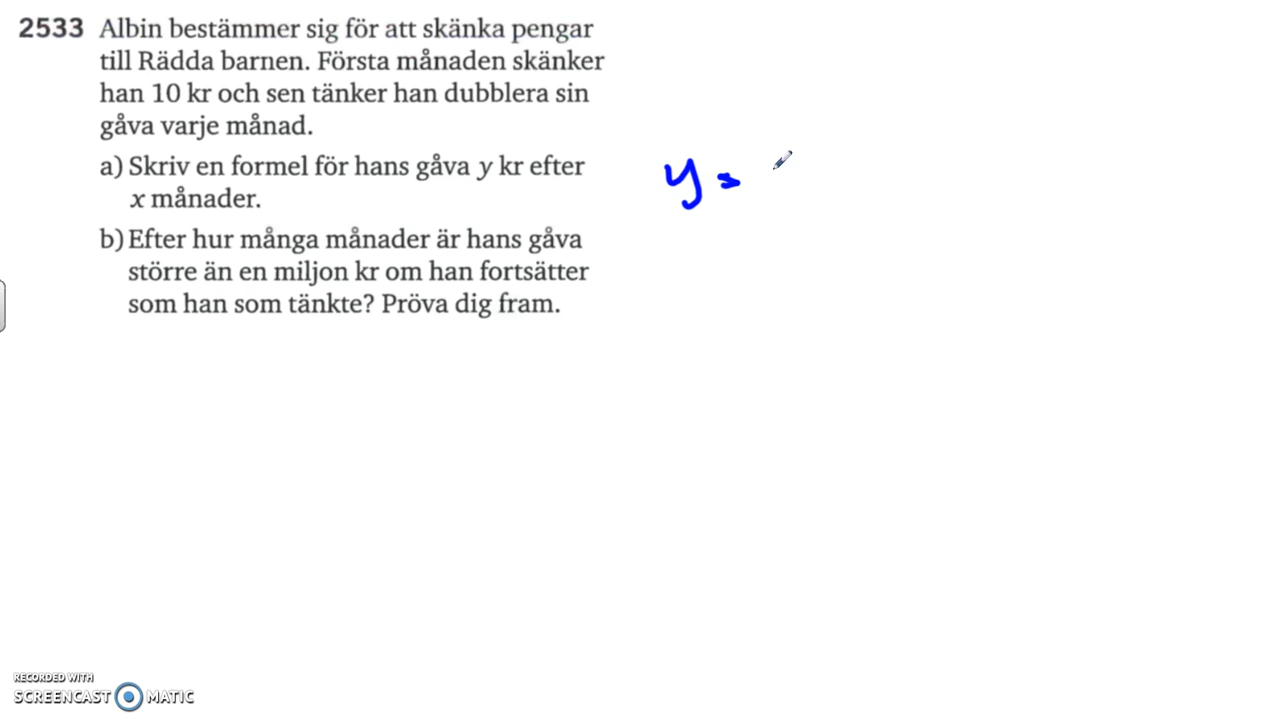 2533 Albin bestämmer sig för att skänka pengar
till Rädda barnen. Första månaden skänker
han 10 kr och sen tänker han dubblera sin
gåva varje månad.
a) Skriv en formel för hans gåva y kr efter
x månader.
b) Efter hur många månader är hans gåva
större än en miljon kr om han fortsätter
som han som tänkte? Pröva dig fram.
y =
RECORDED WITH
SCREENCAST MATIC